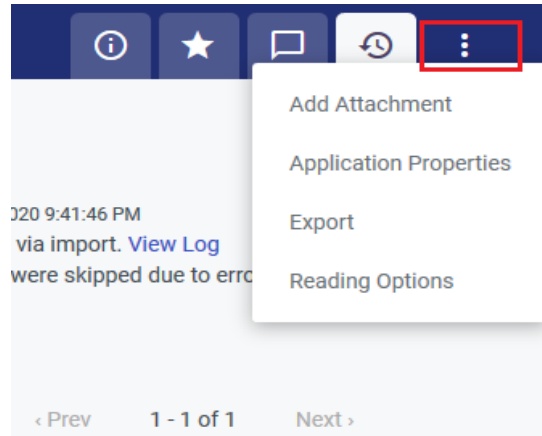 Add Attachment
Application Properties
020 9:41:46 PM
Export
via import. View Log
were skipped due to erro
Reading Options
‹ Prev 1 - 1 of 1 Next ›